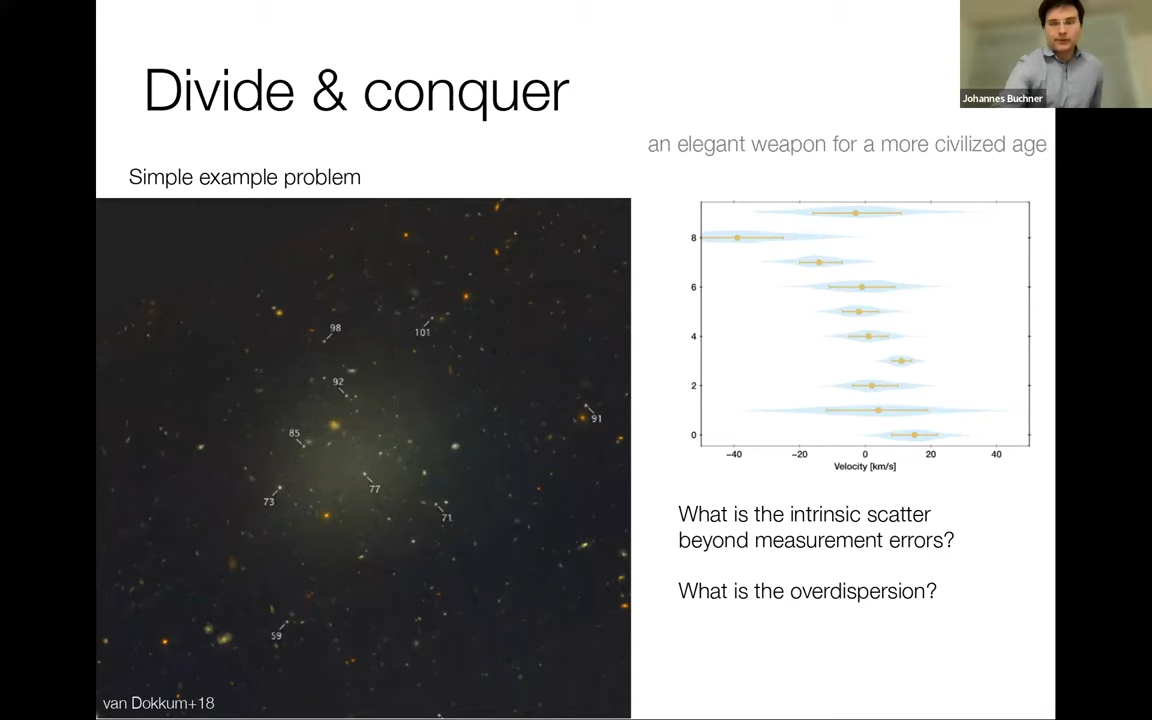 Johannes Buchner
Divide & conquer
an elegant weapon for a more civilized age
Simple example problem
98
101
92
91
85
77
73
71
59
van Dokkum+18
8
6
4
2
0
−40 −20 0 20 40
Velocity [km/s]
What is the intrinsic scatter
beyond measurement errors?
What is the overdispersion?